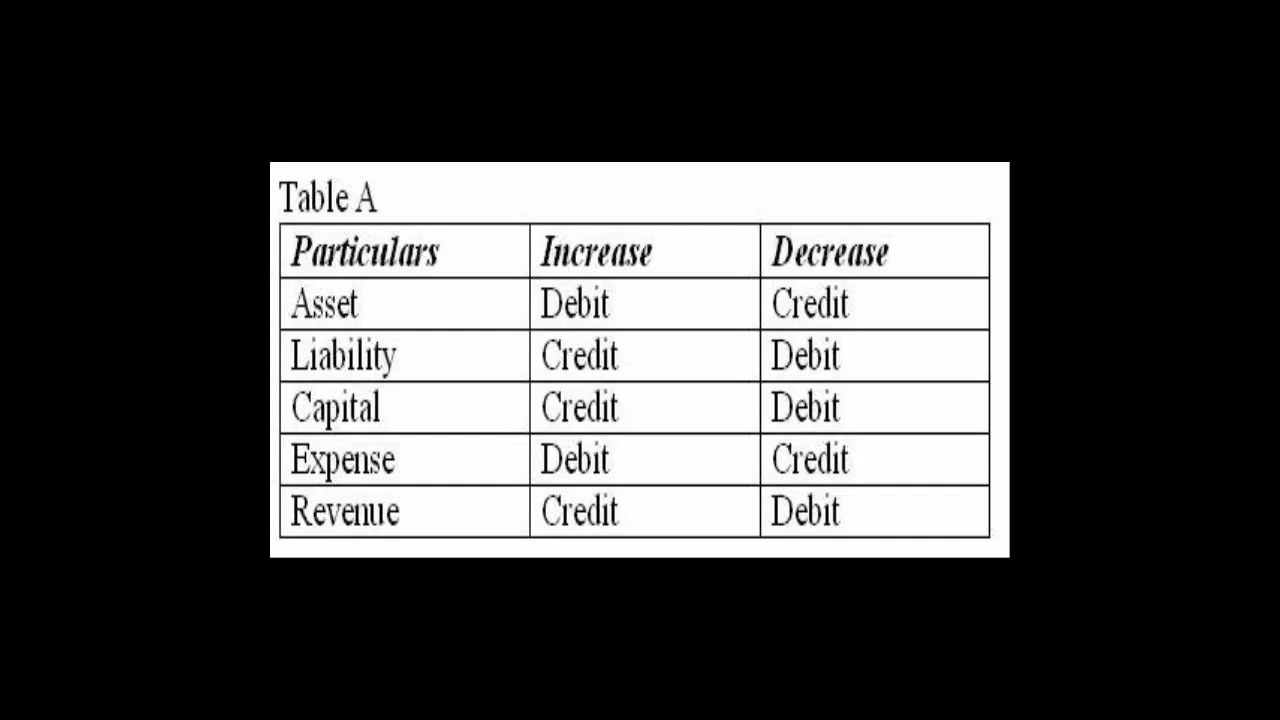 Table A
Particulars Increase Decrease
Asset Debit Credit
Liability Credit Debit
Capital Credit Debit
Expense Debit Credit
Revenue Credit Debit